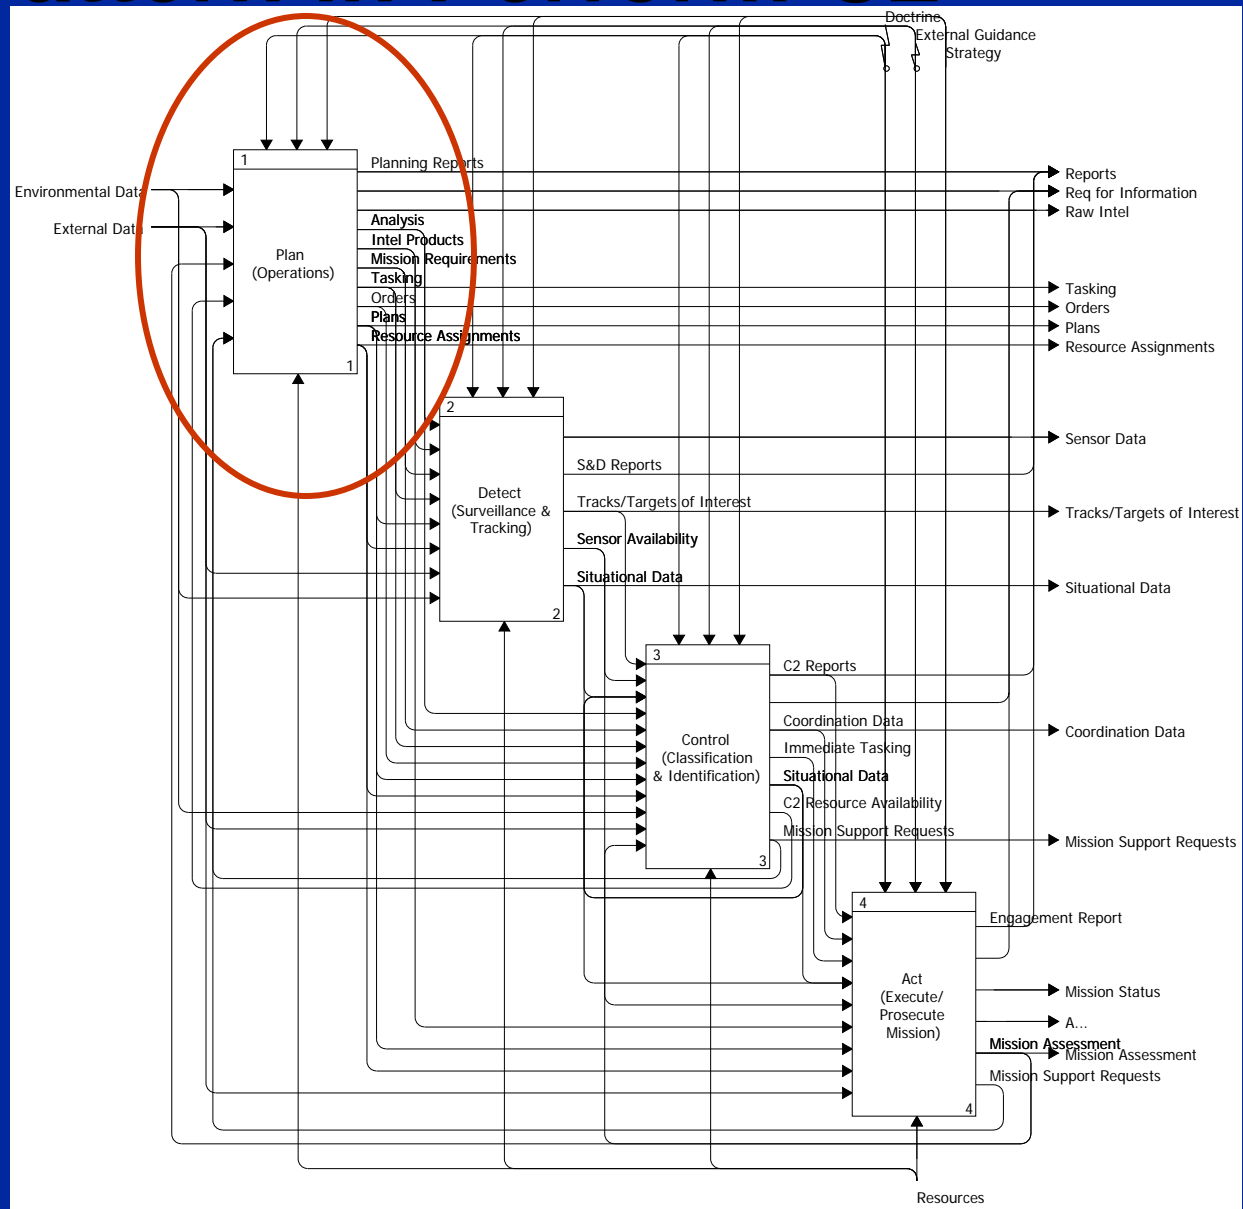 Doctrine
External Guidance
Strategy
1
Planning Reports
Reports
Environmental Data
Req for Information
Raw Intel
External Data
Analysis
Intel Products
Plan
(Operations)
Mission Requirements
Tasking
Tasking
Orders
Orders
Plans
Plans
Resource Assignments
Resource Assignments
1
2
Sensor Data
S&D Reports
Detect
(Surveillance &
Tracking)
Tracks/Targets of Interest
Tracks/Targets of Interest
Sensor Availability
Situational Data
Situational Data
2
3
C2 Reports
Coordination Data
Coordination Data
Control
(Classification
& Identification)
Immediate Tasking
Situational Data
C2 Resource Availability
Mission Support Requests
Mission Support Requests
3
4
Engagement Report
Act
(Execute/
Prosecute
Mission)
Mission Status
A...
Mission Assessment
Mission Assessment
Mission Support Requests
4
Resources